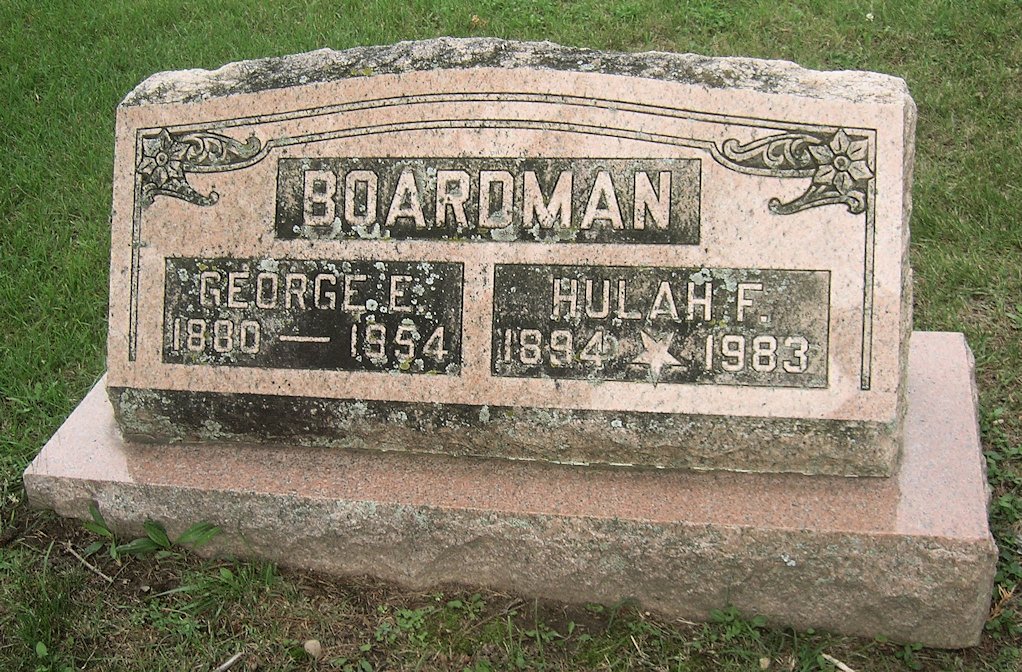 BOARDMAN
GEORGE E.
1880 — 1954
HULAH F.
1894 ★ 1983